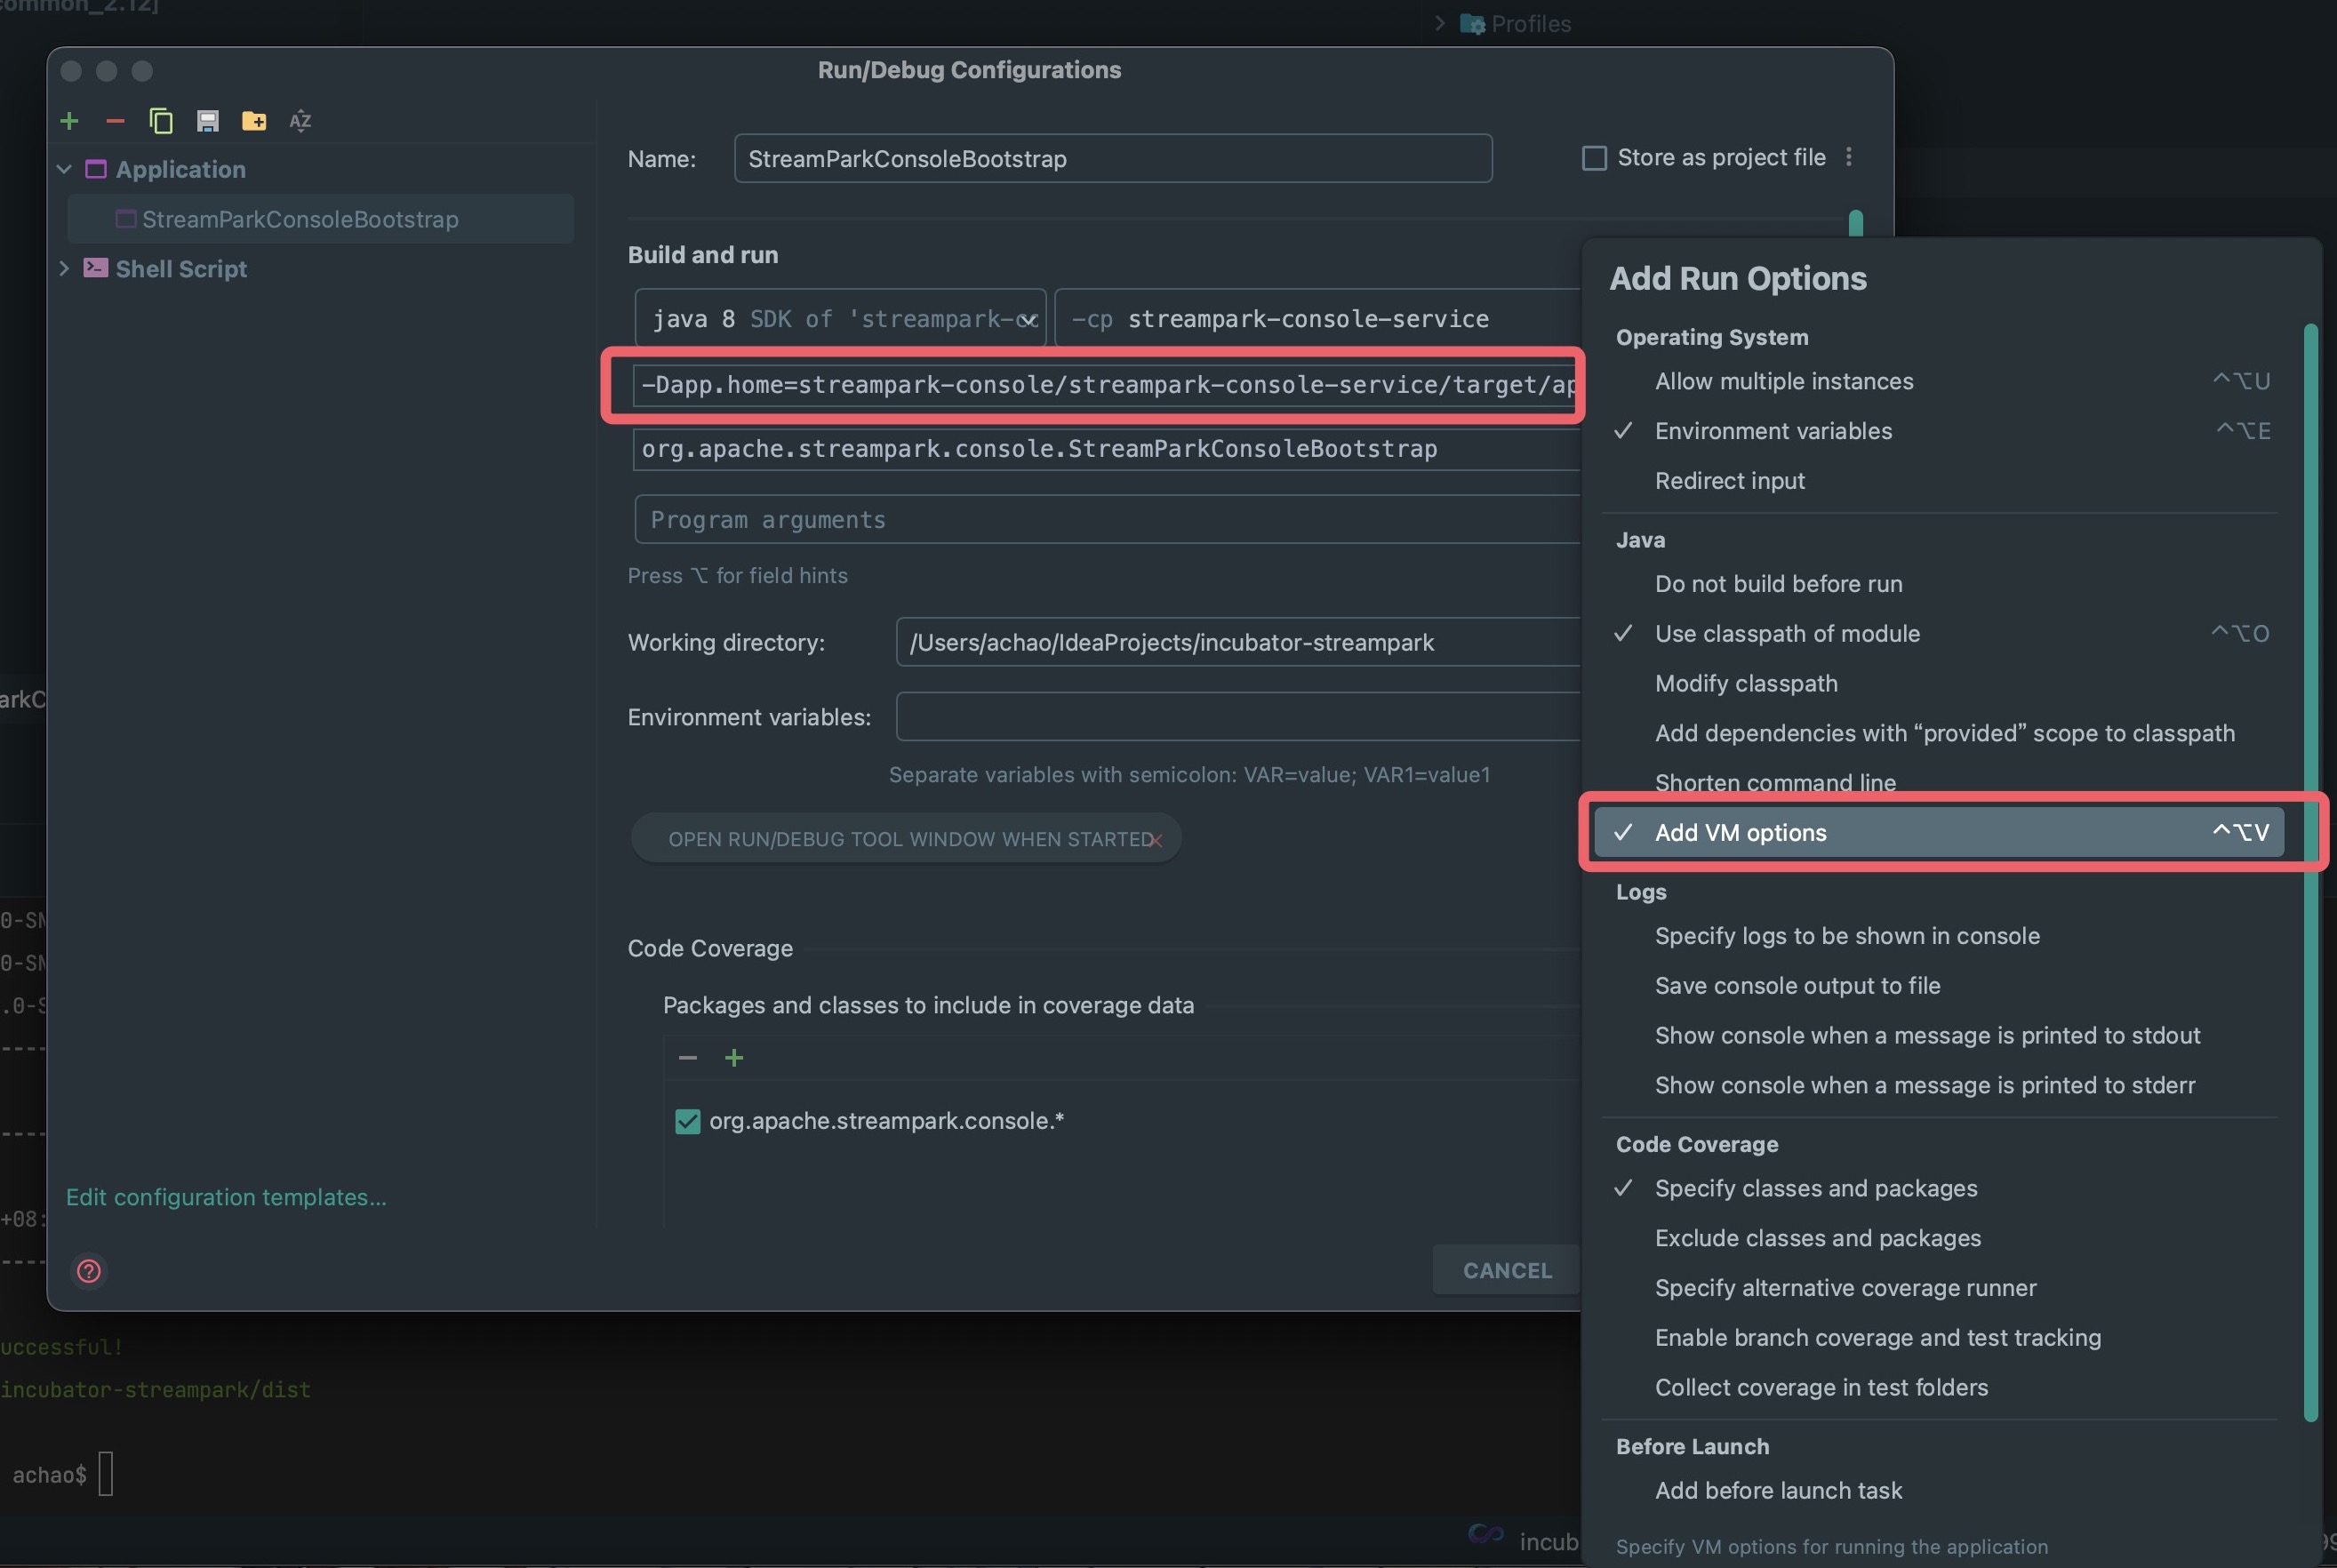 common_2.12]
Profiles
Run/Debug Configurations
AZ
Application
StreamParkConsoleBootstrap
Shell Script
Edit configuration templates...
Name:
StreamParkConsoleBootstrap
Store as project file
Build and run
java 8 SDK of 'streampark-co
-cp streampark-console-service
-Dapp.home=streampark-console/streampark-console-service/target/ap
org.apache.streampark.console.StreamParkConsoleBootstrap
Program arguments
Press ⌥ for field hints
Working directory:
/Users/achao/IdeaProjects/incubator-streampark
Environment variables:
Separate variables with semicolon: VAR=value; VAR1=value1
OPEN RUN/DEBUG TOOL WINDOW WHEN STARTED
Code Coverage
Packages and classes to include in coverage data
org.apache.streampark.console.*
?
CANCEL
Add Run Options
Operating System
Allow multiple instances ⌃⌥U
Environment variables ⌃⌥E
Redirect input
Java
Do not build before run
Use classpath of module ⌃⌥O
Modify classpath
Add dependencies with “provided” scope to classpath
Shorten command line
Add VM options ⌃⌥V
Logs
Specify logs to be shown in console
Save console output to file
Show console when a message is printed to stdout
Show console when a message is printed to stderr
Code Coverage
Specify classes and packages
Exclude classes and packages
Specify alternative coverage runner
Enable branch coverage and test tracking
Collect coverage in test folders
Before Launch
Add before launch task
Specify VM options for running the application
arkC
0-SN
0-SN
.0-S
----
----
+08:
----
uccessful!
incubator-streampark/dist
achao$
incub